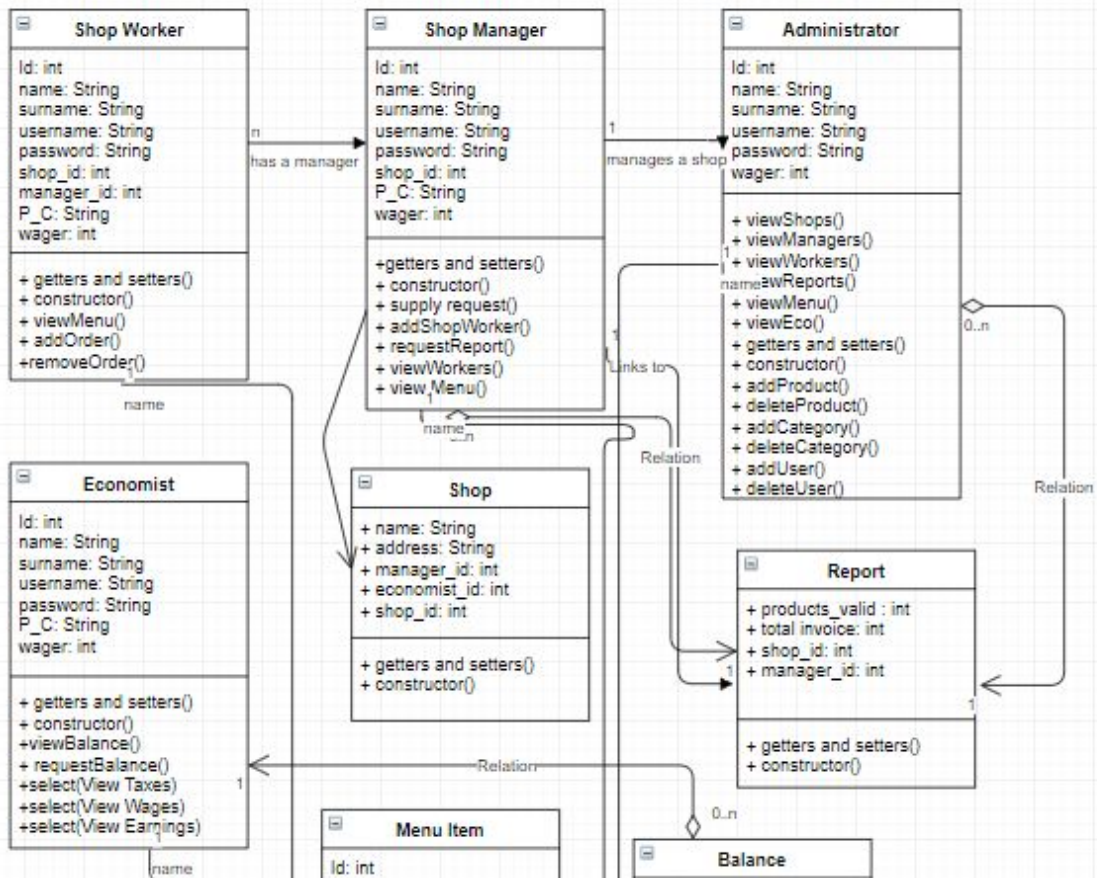 Shop Worker
Id: int
name: String
surname: String
username: String
password: String
shop_id: int
manager_id: int
P_C: String
wager: int
+ getters and setters()
+ constructor()
+ viewMenu()
+ addOrder()
+removeOrder()
1
name
n
has a manager
Shop Manager
Id: int
name: String
surname: String
username: String
password: String
shop_id: int
P_C: String
wager: int
+getters and setters()
+ constructor()
+ supply request()
+ addShopWorker()
+ requestReport()
+ viewWorkers()
+ view Menu()
1
name
1
manages a shop
1
Links to
Relation
Administrator
Id: int
name: String
surname: String
username: String
password: String
wager: int
+ viewShops()
+ viewManagers()
+ viewWorkers()
+ viewMenu()
+ viewEco()
+ getters and setters()
+ constructor()
+ addProduct()
+ deleteProduct()
+ addCategory()
+ deleteCategory()
+ addUser()
+ deleteUser()
1
name
0..n
Relation
Economist
Id: int
name: String
surname: String
username: String
password: String
P_C: String
wager: int
+ getters and setters()
+ constructor()
+viewBalance()
+ requestBalance()
+select(View Taxes)
+select(View Wages)
+select(View Earnings)
1
1
name
Shop
+ name: String
+ address: String
+ manager_id: int
+ economist_id: int
+ shop_id: int
+ getters and setters()
+ constructor()
Report
+ products_valid : int
+ total invoice: int
+ shop_id: int
+ manager_id: int
+ getters and setters()
+ constructor()
1
1
Relation
0..n
Menu Item
Id: int
Balance